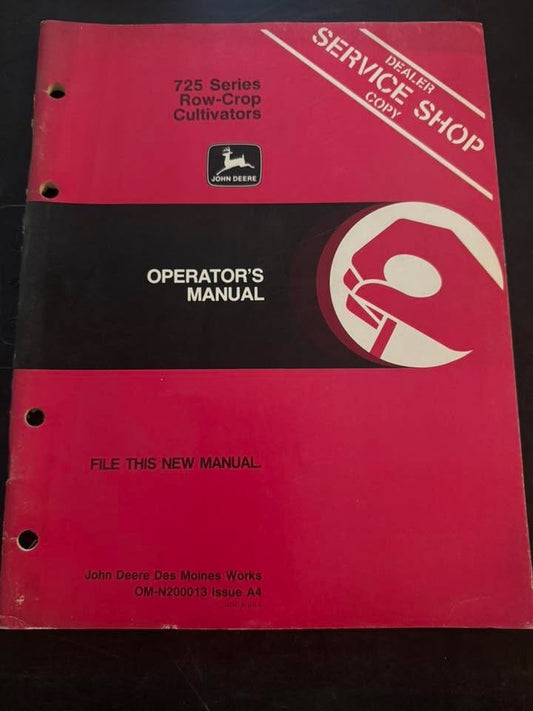 DEALER
SERVICE SHOP
COPY
725 Series
Row-Crop
Cultivators
JOHN DEERE
OPERATOR'S
MANUAL
FILE THIS NEW MANUAL.
John Deere Des Moines Works
OM-N200013 Issue A4